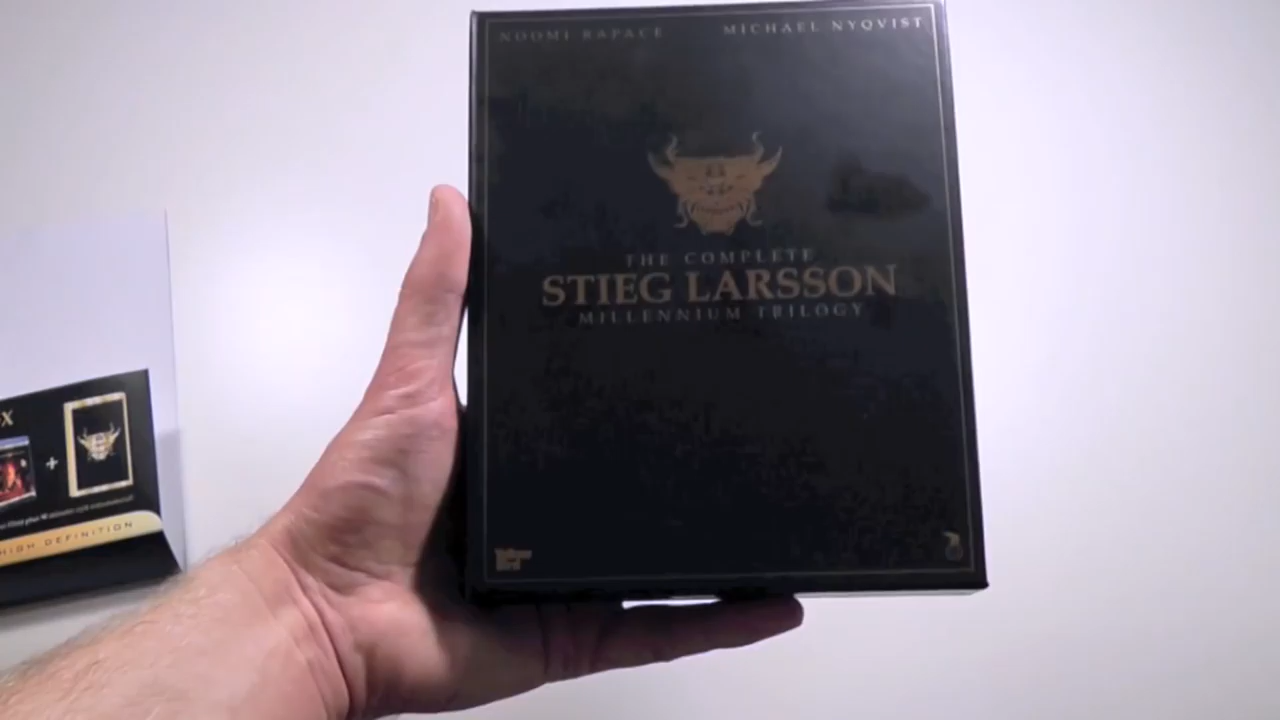 NOOMI RAPACE MICHAEL NYQVIST
THE COMPLETE
STIEG LARSSON
MILLENNIUM TRILOGY
X
+
HIGH DEFINITION